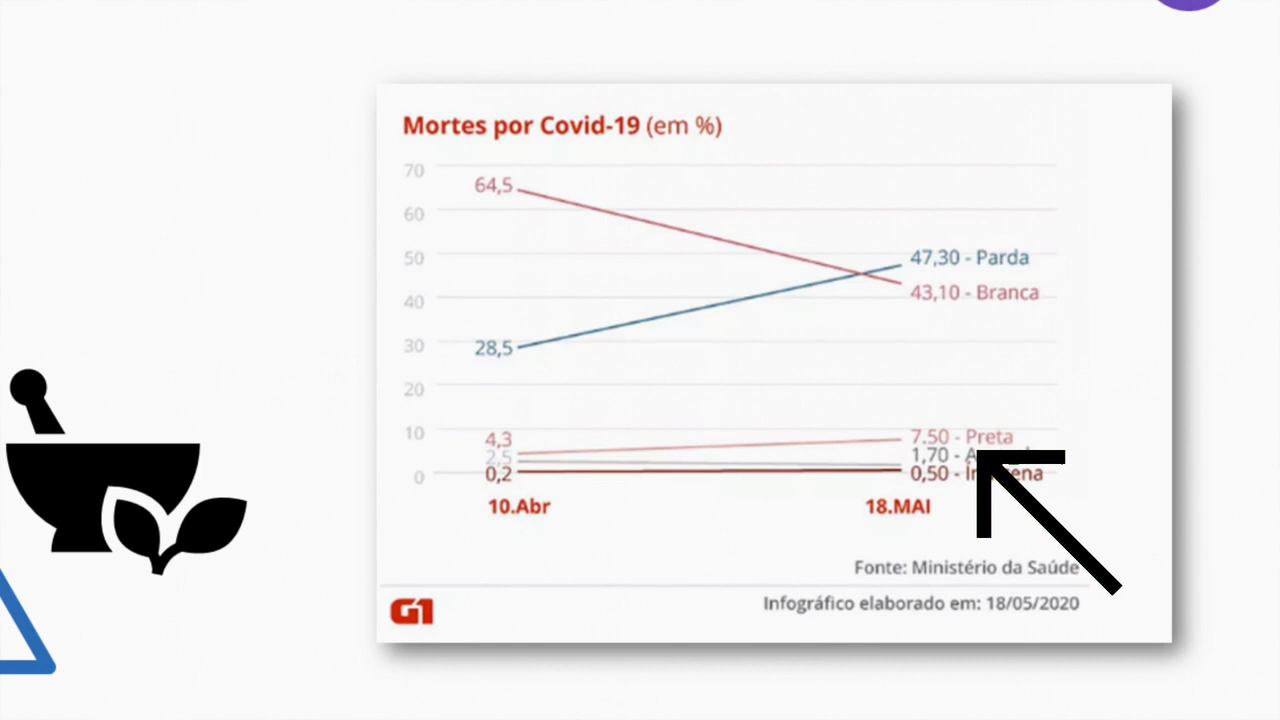 Mortes por Covid-19 (em %)
70
60
50
40
30
20
10
0
64,5
28,5
4,3
2,5
0,2
47,30 - Parda
43,10 - Branca
7.50 - Preta
1,70 -
0,50 -
10.Abr
18.MAI
Fonte: Ministério da Saúde
G1
Infográfico elaborado em: 18/05/2020